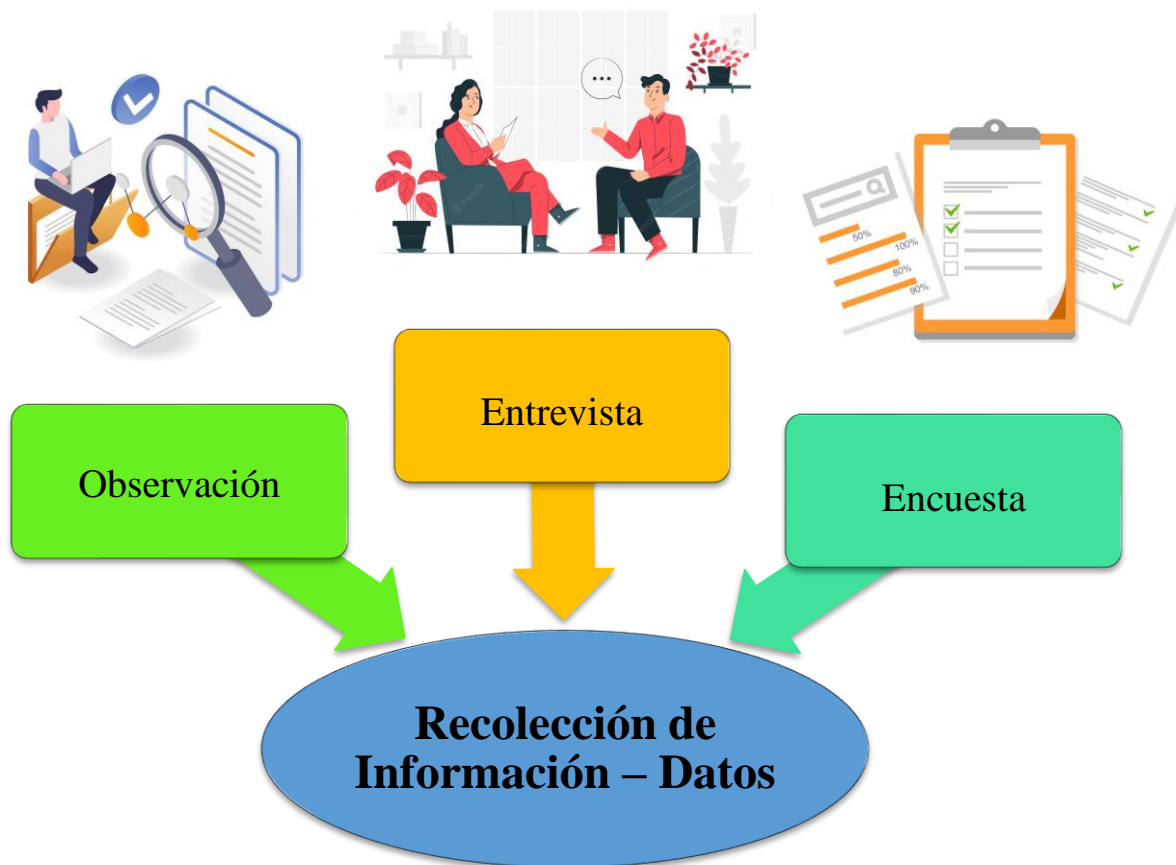 50%
100%
80%
90%
Entrevista
Observación
Encuesta
Recolección de
Información – Datos